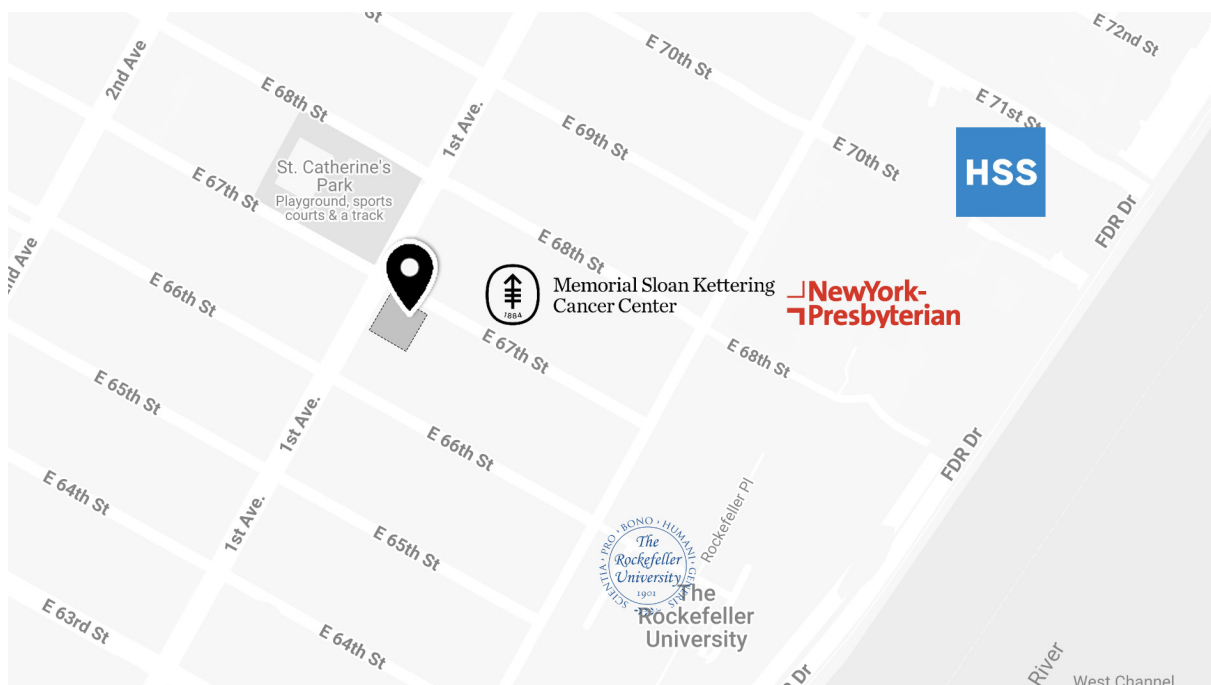 St
E 72nd St
2nd Ave
E 70th St
E 68th St
E 71st St
1st Ave.
E 69th St
E 70th St
HSS
St. Catherine's
Park
Playground, sports
courts & a track
E 67th St
FDR Dr
E 68th St
Ave
E 66th St
Memorial Sloan Kettering
Cancer Center
1884
NewYork-
Presbyterian
E 67th St
E 68th St
E 65th St
1st Ave.
E 66th St
FDR Dr
E 64th St
1st Ave.
E 65th St
Rockefeller Pl
SCIENTIA · PRO · BONO · HUMANI · GENERIS
The
Rockefeller
University
1901
The
Rockefeller
University
E 63rd St
E 64th St
Dr
River
West Channel